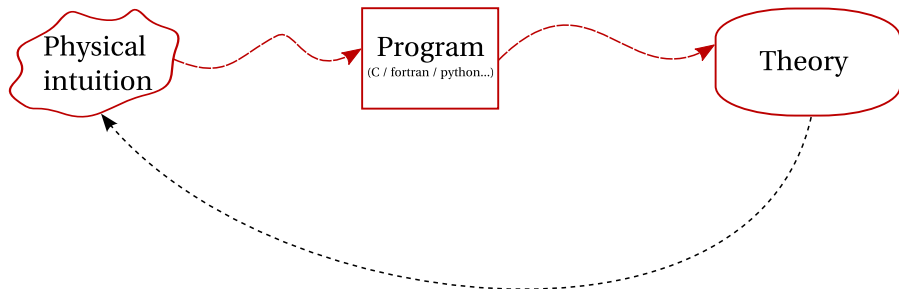 Physical
intuition
Program
(C / fortran / python...)
Theory